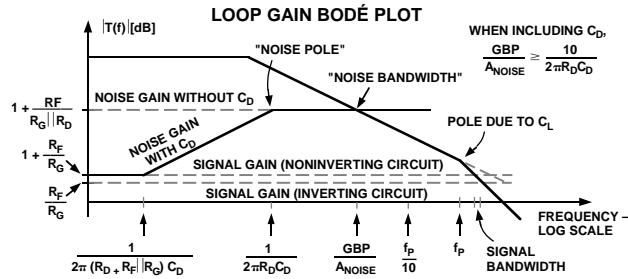 LOOP GAIN BODÉ PLOT
|T(f)| [dB]
WHEN INCLUDING C_D,
GBP / A_NOISE ≥ 10 / 2πR_DC_D
"NOISE POLE"
"NOISE BANDWIDTH"
1 + RF / R_G||R_D
NOISE GAIN WITHOUT C_D
NOISE GAIN
WITH C_D
POLE DUE TO C_L
1 + R_F / R_G
SIGNAL GAIN (NONINVERTING CIRCUIT)
R_F / R_G
SIGNAL GAIN (INVERTING CIRCUIT)
FREQUENCY –
LOG SCALE
1 / 2π (R_D + R_F||R_G) C_D
1 / 2πR_DC_D
GBP / A_NOISE
f_P / 10
f_P
SIGNAL
BANDWIDTH